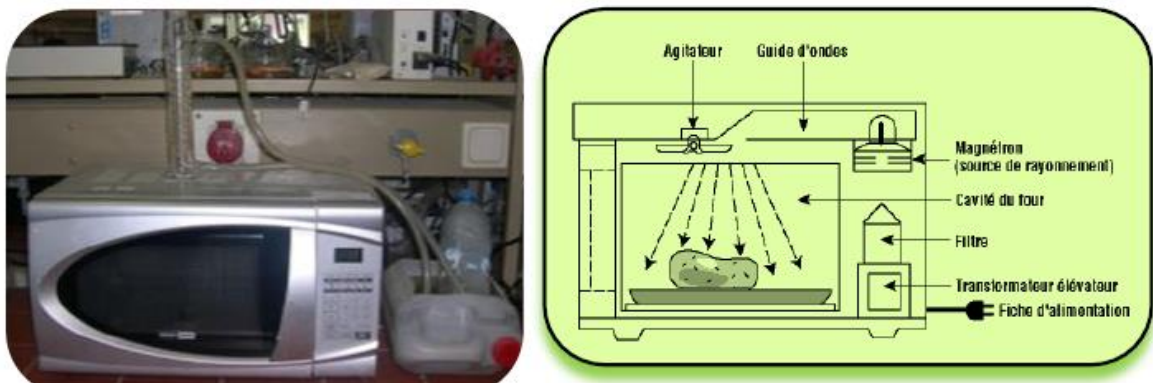 Agitateur
Guide d'ondes
Magnétron
(source de rayonnement)
Cavité du four
Filtre
Transformateur élévateur
Fiche d'alimentation